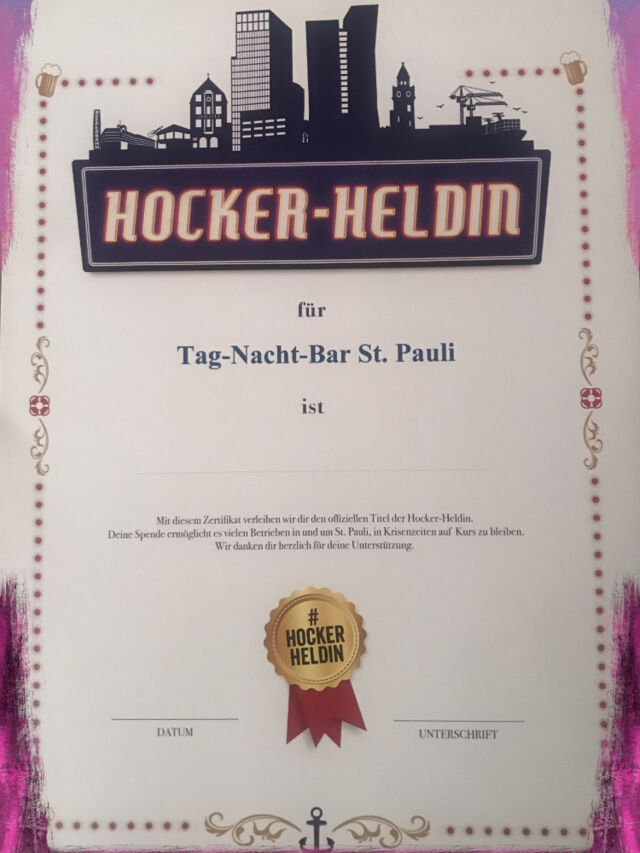 HOCKER-HELDIN
für
Tag-Nacht-Bar St. Pauli
ist
Mit diesem Zertifikat verleihen wir dir den offiziellen Titel der Hocker-Heldin.
Deine Spende ermöglicht es vielen Betrieben in und um St. Pauli, in Krisenzeiten auf Kurs zu bleiben.
Wir danken dir herzlich für deine Unterstützung.
#
HOCKER
HELDIN
DATUM
UNTERSCHRIFT